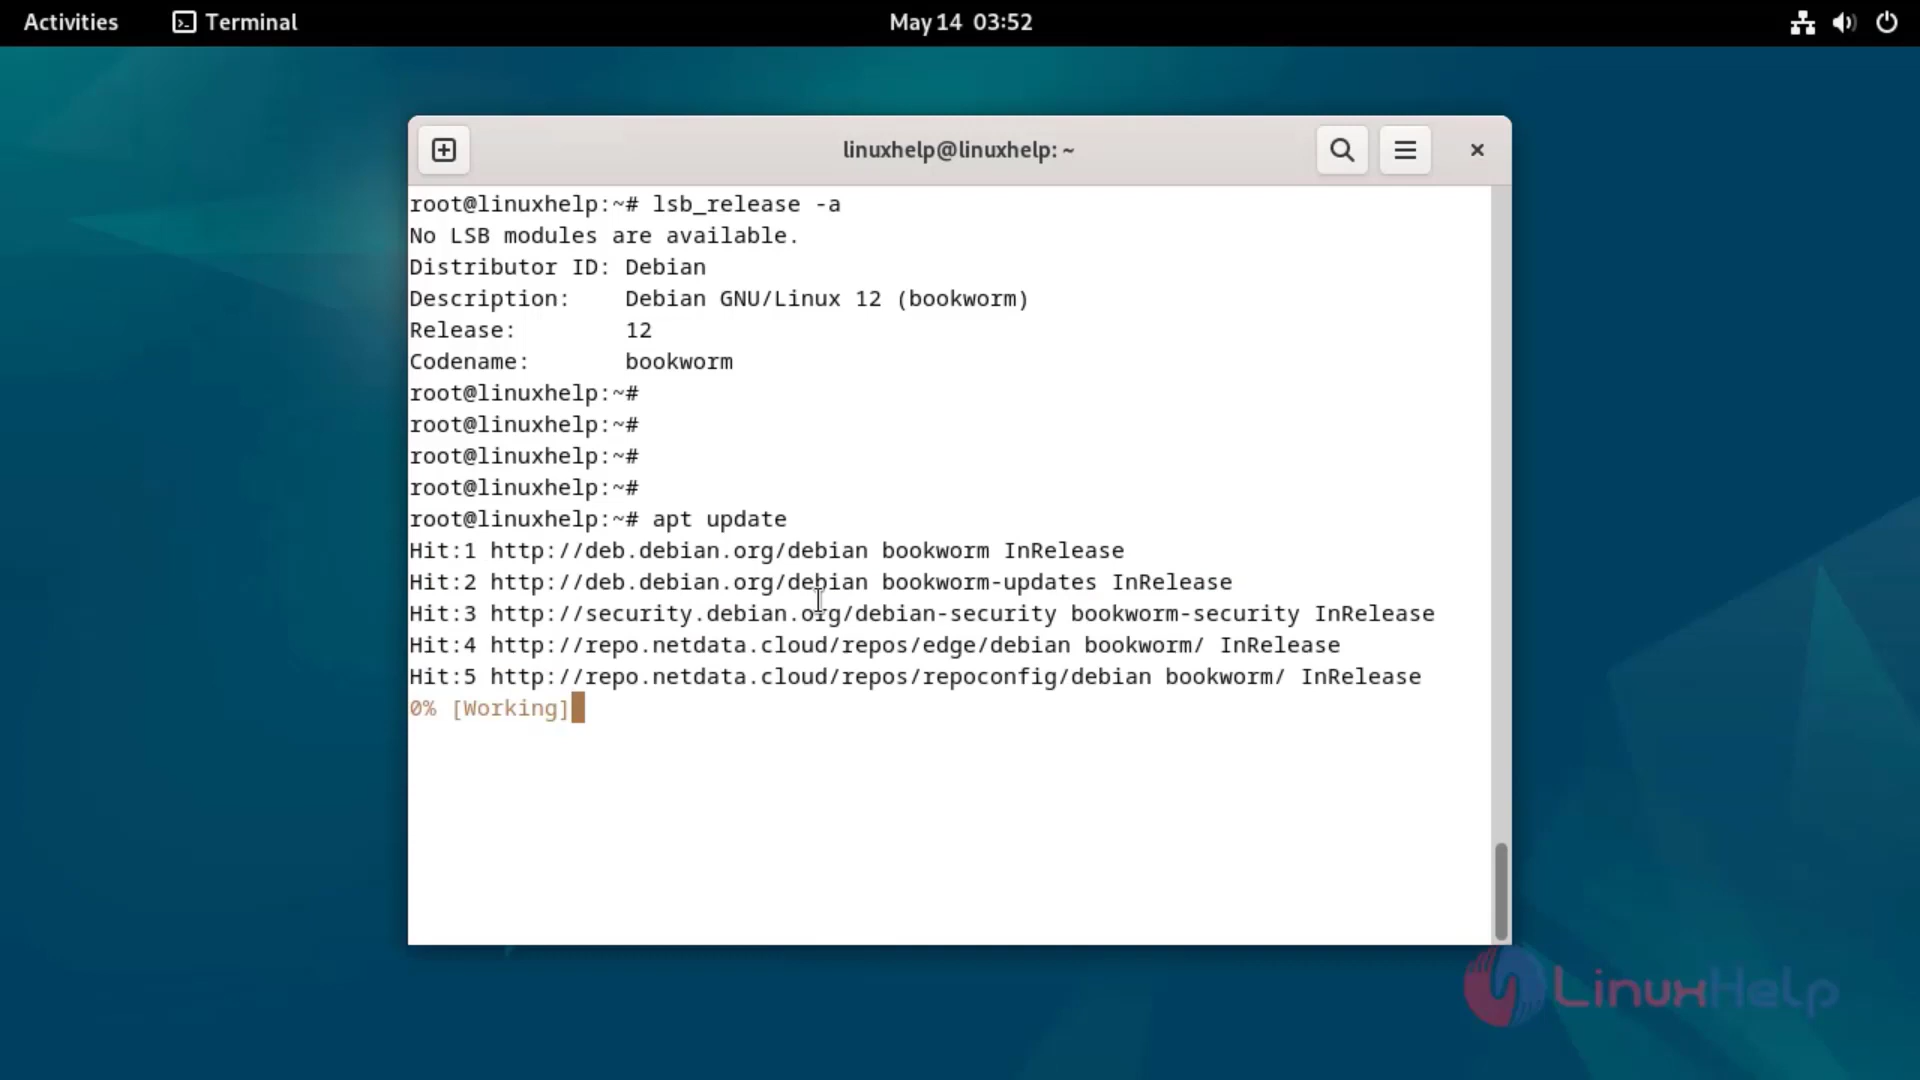 Activities Terminal May 14 03:52
linuxhelp@linuxhelp: ~
root@linuxhelp:~# lsb_release -a
No LSB modules are available.
Distributor ID: Debian
Description:    Debian GNU/Linux 12 (bookworm)
Release:        12
Codename:       bookworm
root@linuxhelp:~#
root@linuxhelp:~#
root@linuxhelp:~#
root@linuxhelp:~#
root@linuxhelp:~# apt update
Hit:1 http://deb.debian.org/debian bookworm InRelease
Hit:2 http://deb.debian.org/debian bookworm-updates InRelease
Hit:3 http://security.debian.org/debian-security bookworm-security InRelease
Hit:4 http://repo.netdata.cloud/repos/edge/debian bookworm/ InRelease
Hit:5 http://repo.netdata.cloud/repos/repoconfig/debian bookworm/ InRelease
0% [Working]
LinuxHelp